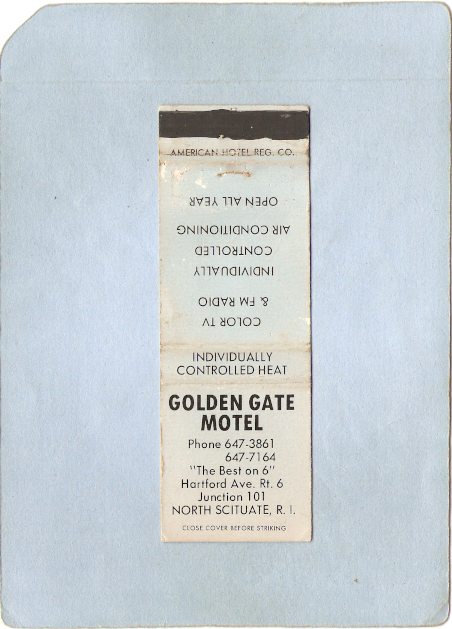 AMERICAN HOTEL REG. CO.
COLOR TV
& FM RADIO
INDIVIDUALLY
CONTROLLED
AIR CONDITIONING
OPEN ALL YEAR
INDIVIDUALLY
CONTROLLED HEAT
GOLDEN GATE
MOTEL
Phone 647-3861
647-7164
"The Best on 6"
Hartford Ave. Rt. 6
Junction 101
NORTH SCITUATE, R. I.
CLOSE COVER BEFORE STRIKING